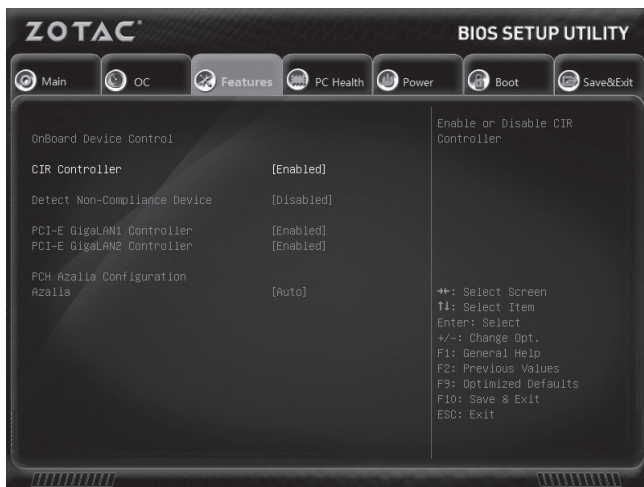 ZOTAC
BIOS SETUP UTILITY
Main
OC
Features
PC Health
Power
Boot
Save&Exit
OnBoard Device Control
CIR Controller [Enabled]
Detect Non-Compliance Device [Disabled]
PCI-E GigaLAN1 Controller [Enabled]
PCI-E GigaLAN2 Controller [Enabled]
PCH Azalia Configuration
Azalia [Auto]
Enable or Disable CIR
Controller
→←: Select Screen
↑↓: Select Item
Enter: Select
+/-: Change Opt.
F1: General Help
F2: Previous Values
F9: Optimized Defaults
F10: Save & Exit
ESC: Exit